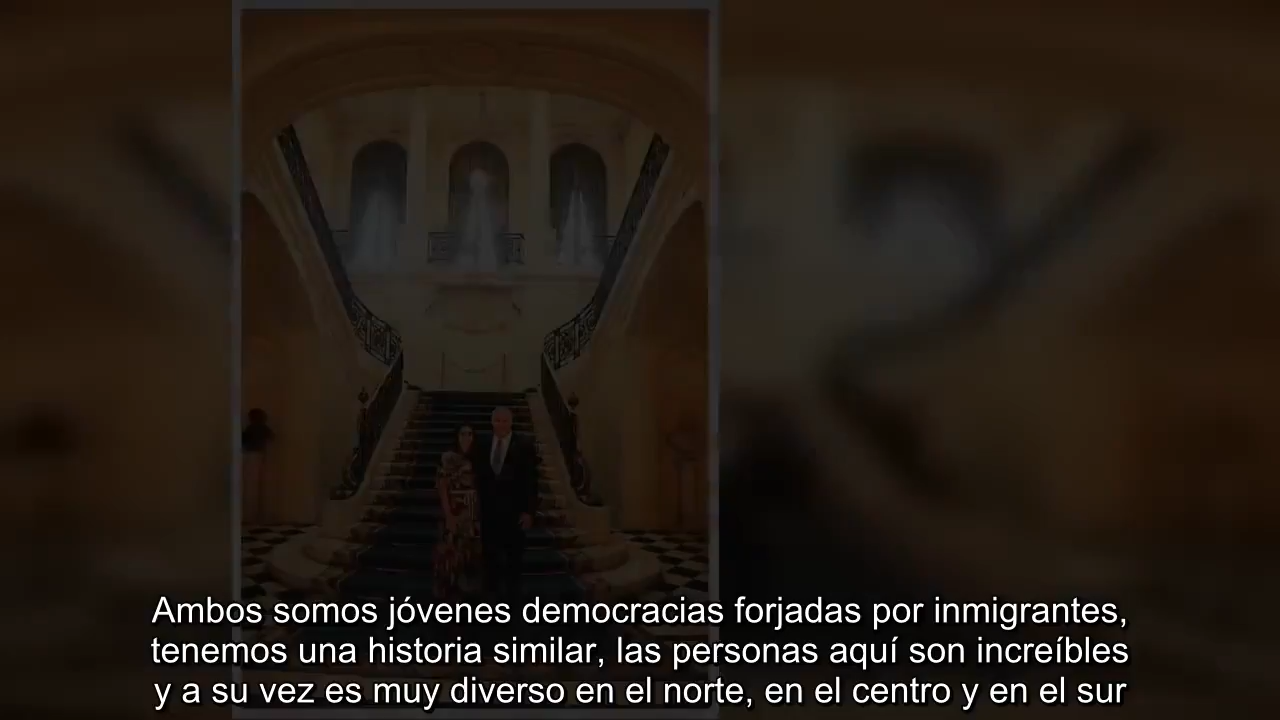 Ambos somos jóvenes democracias forjadas por inmigrantes,
tenemos una historia similar, las personas aquí son increíbles
y a su vez es muy diverso en el norte, en el centro y en el sur